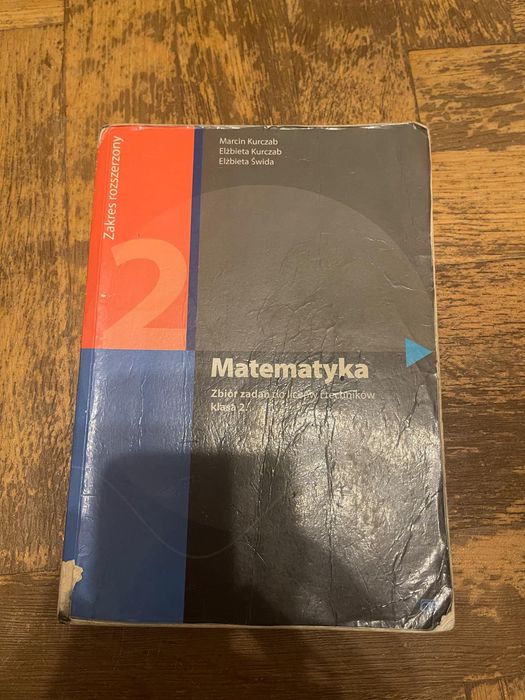 Marcin Kurczab
Elżbieta Kurczab
Elżbieta Świda
Zakres rozszerzony
2
Matematyka
Zbiór zadań do liceów i techników
klasa 2